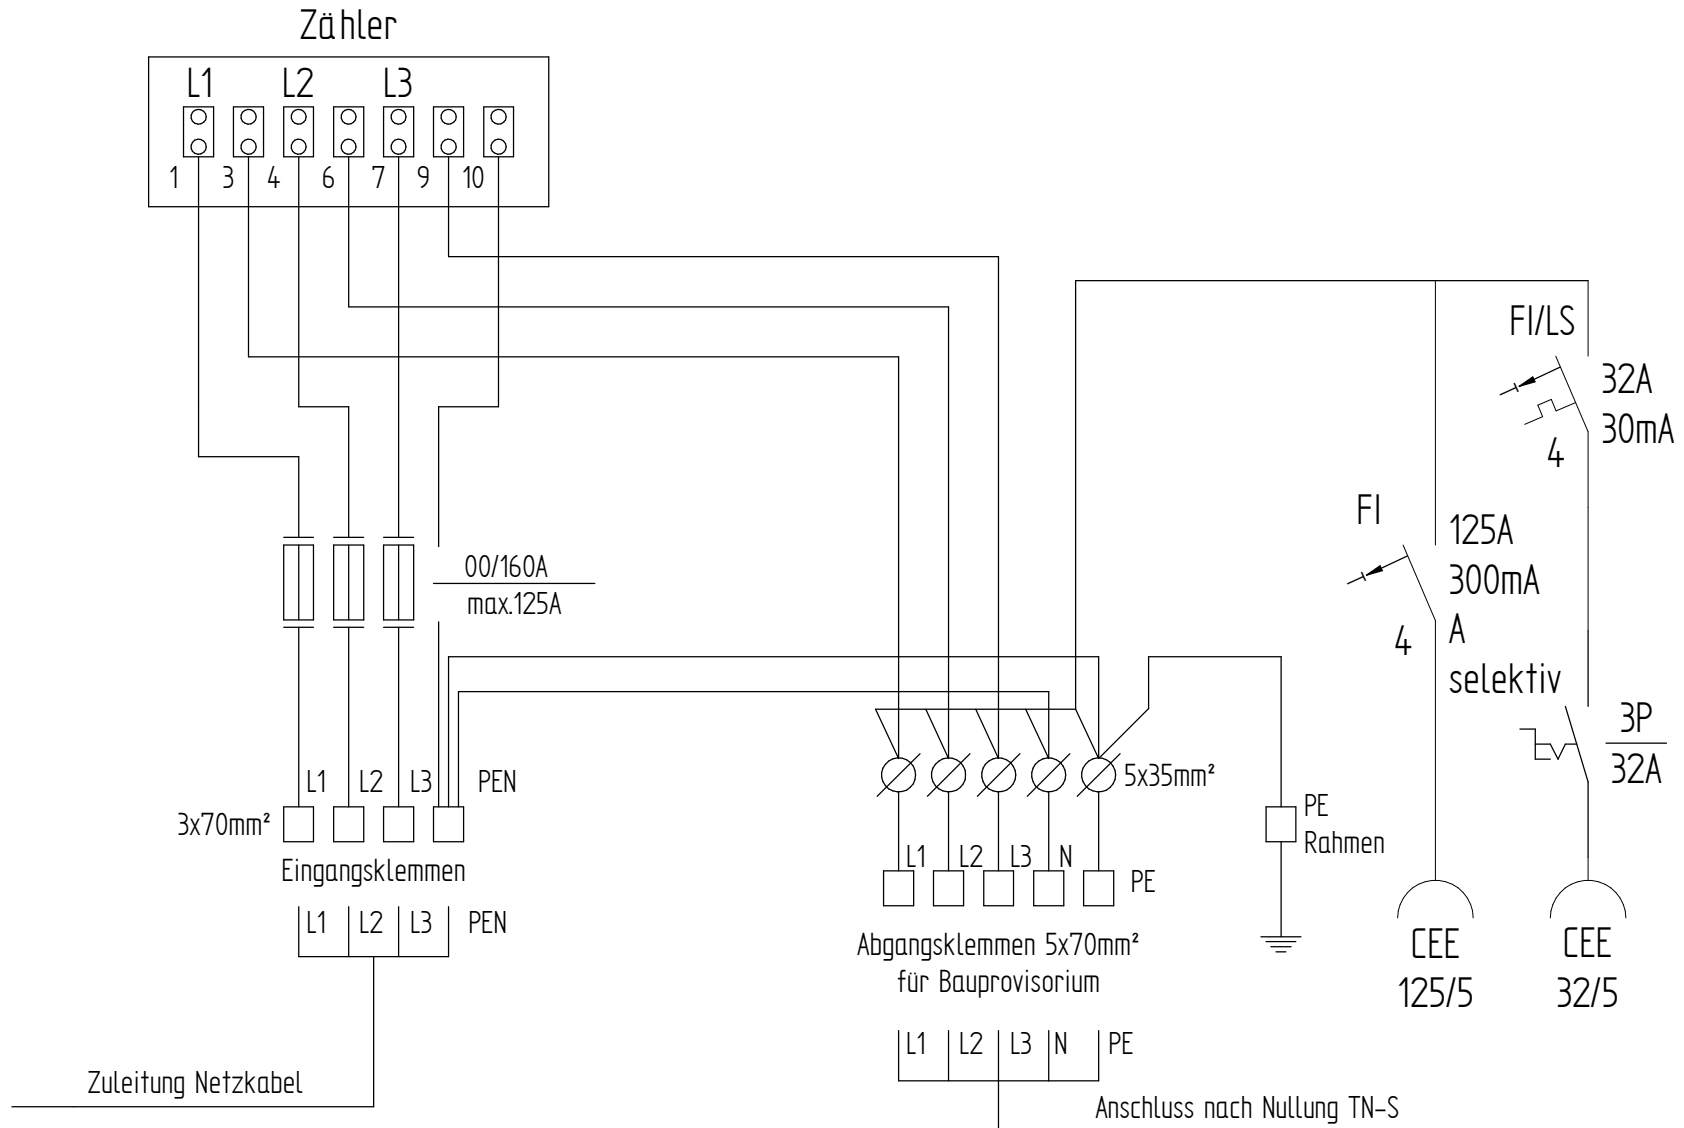 Zähler
L1 L2 L3
1 3 4 6 7 9 10
FI/LS
32A
30mA
4
FI
125A
300mA
A
4
selektiv
00/160A
max.125A
3P
32A
L1 L2 L3 PEN
3x70mm²
Eingangsklemmen
L1 L2 L3 PEN
Zuleitung Netzkabel
5x35mm²
L1 L2 L3 N PE
Abgangsklemmen 5x70mm²
für Bauprovisorium
L1 L2 L3 N PE
Anschluss nach Nullung TN-S
PE
Rahmen
CEE
125/5
CEE
32/5